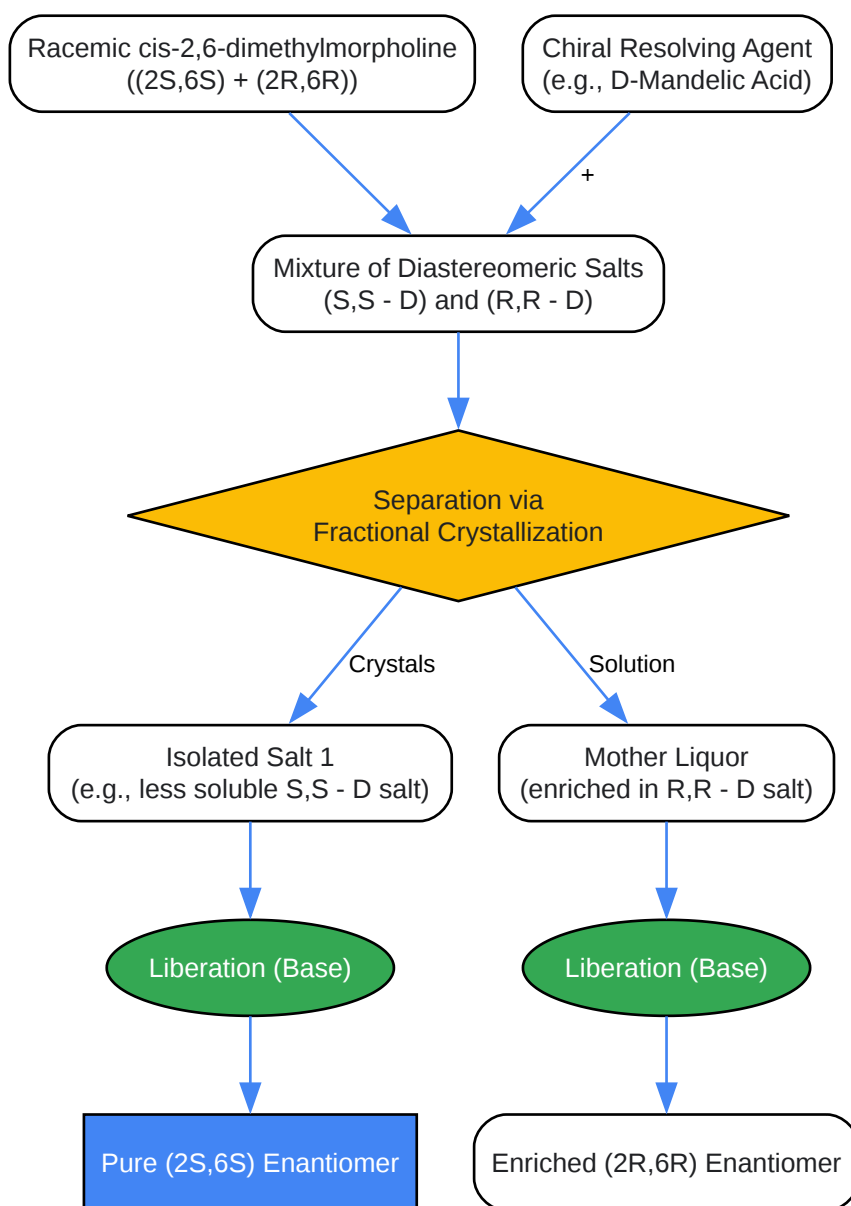 Racemic cis-2,6-dimethylmorpholine
((2S,6S) + (2R,6R))
Chiral Resolving Agent
(e.g., D-Mandelic Acid)
+
Mixture of Diastereomeric Salts
(S,S - D) and (R,R - D)
Separation via
Fractional Crystallization
Crystals
Solution
Isolated Salt 1
(e.g., less soluble S,S - D salt)
Mother Liquor
(enriched in R,R - D salt)
Liberation (Base)
Liberation (Base)
Pure (2S,6S) Enantiomer
Enriched (2R,6R) Enantiomer